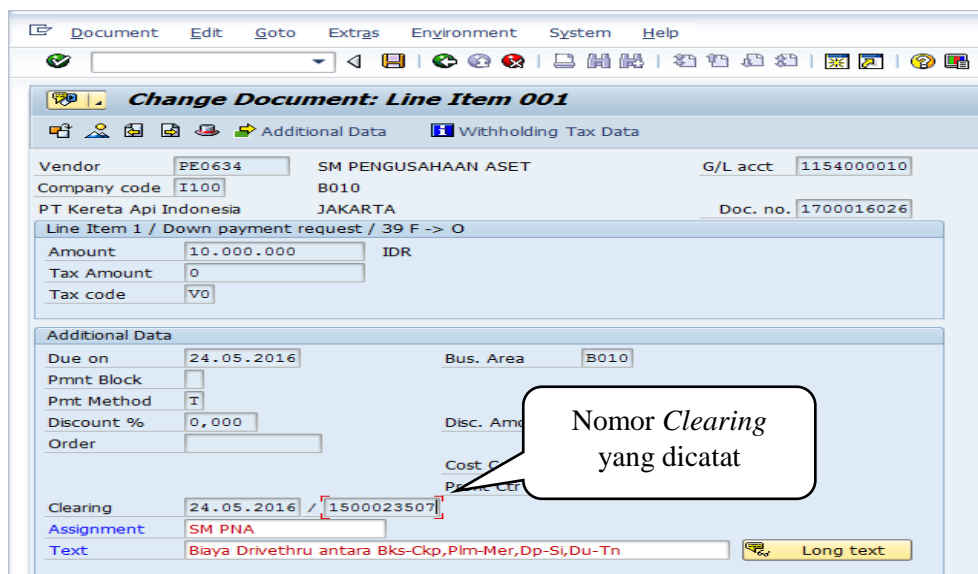 Document Edit Goto Extras Environment System Help
Change Document: Line Item 001
Additional Data Withholding Tax Data
Vendor PE0634 SM PENGUSAHAAN ASET G/L acct 1154000010
Company code I100 B010
PT Kereta Api Indonesia JAKARTA Doc. no. 1700016026
Line Item 1 / Down payment request / 39 F -> O
Amount 10.000.000 IDR
Tax Amount 0
Tax code V0
Additional Data
Due on 24.05.2016 Bus. Area B010
Pmnt Block
Pmt Method T
Discount % 0,000 Disc.
Order
Nomor Clearing
yang dicatat
Cost
Clearing 24.05.2016 / 1500023507
Assignment SM PNA
Text Biaya Drivethru antara Bks-Ckp,Plm-Mer,Dp-Si,Du-Tn Long text